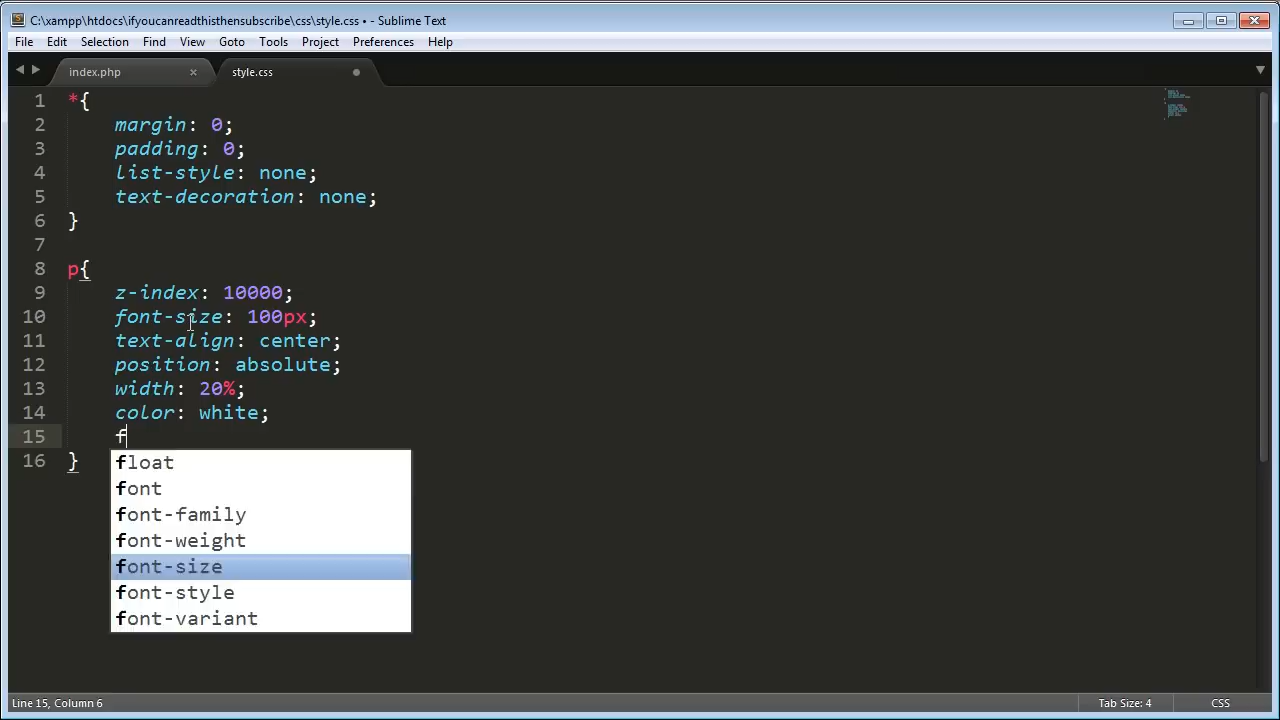 C:\xampp\htdocs\ifyoucanreadthisthensubscribe\css\style.css • - Sublime Text
File Edit Selection Find View Goto Tools Project Preferences Help
index.php × style.css
1 *{
2 margin: 0;
3 padding: 0;
4 list-style: none;
5 text-decoration: none;
6 }
7
8 p{
9 z-index: 10000;
10 font-size: 100px;
11 text-align: center;
12 position: absolute;
13 width: 20%;
14 color: white;
15 f
16 }
float
font
font-family
font-weight
font-size
font-style
font-variant
Line 15, Column 6 Tab Size: 4 CSS